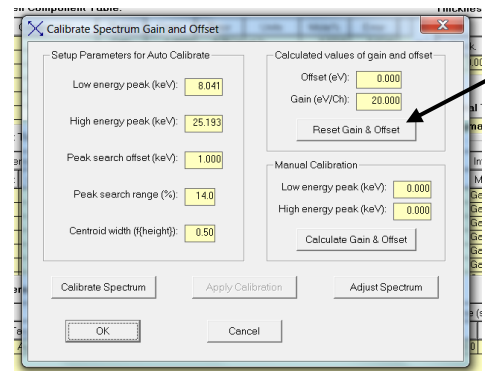 Component Table:
Calibrate Spectrum Gain and Offset
Setup Parameters for Auto Calibrate
Low energy peak (keV): 8.041
High energy peak (keV): 25.193
Peak search offset (keV): 1.000
Peak search range (%): 14.0
Centroid width (f{height}): 0.50
Calculated values of gain and offset
Offset (eV): 0.000
Gain (eV/Ch): 20.000
Reset Gain & Offset
Manual Calibration
Low energy peak (keV): 0.000
High energy peak (keV): 0.000
Calculate Gain & Offset
Calibrate Spectrum
Apply Calibration
Adjust Spectrum
OK
Cancel